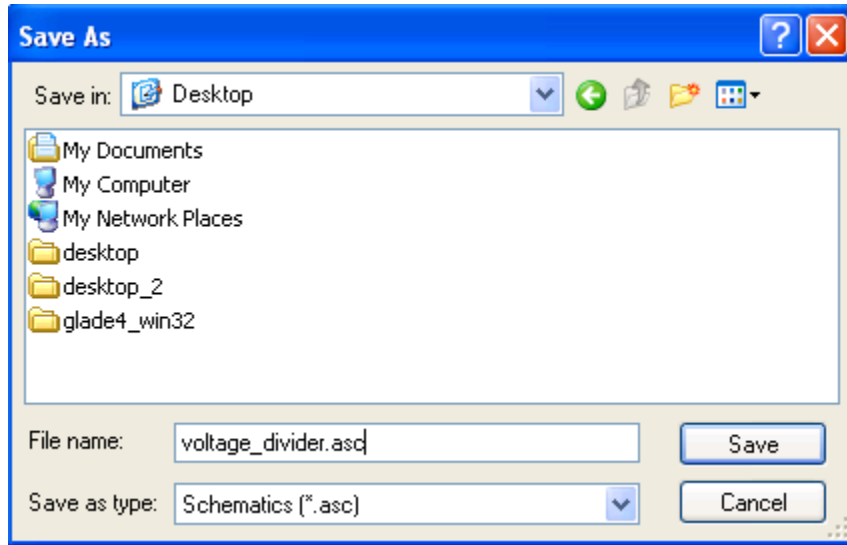 Save As
Save in: Desktop
My Documents
My Computer
My Network Places
desktop
desktop_2
glade4_win32
File name: voltage_divider.asc Save
Save as type: Schematics (*.asc) Cancel